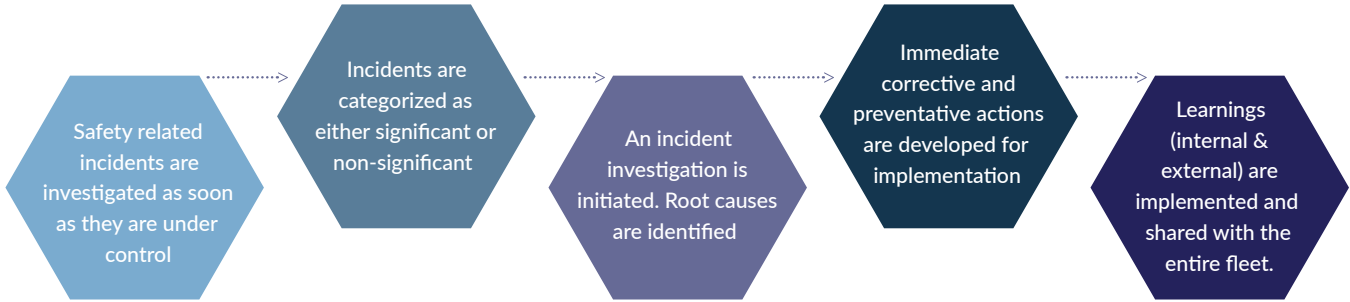 Safety related
incidents are
investigated as soon
as they are under
control
Incidents are
categorized as
either significant or
non-significant
An incident
investigation is
initiated. Root causes
are identified
Immediate
corrective and
preventative actions
are developed for
implementation
Learnings
(internal &
external) are
implemented and
shared with the
entire fleet.